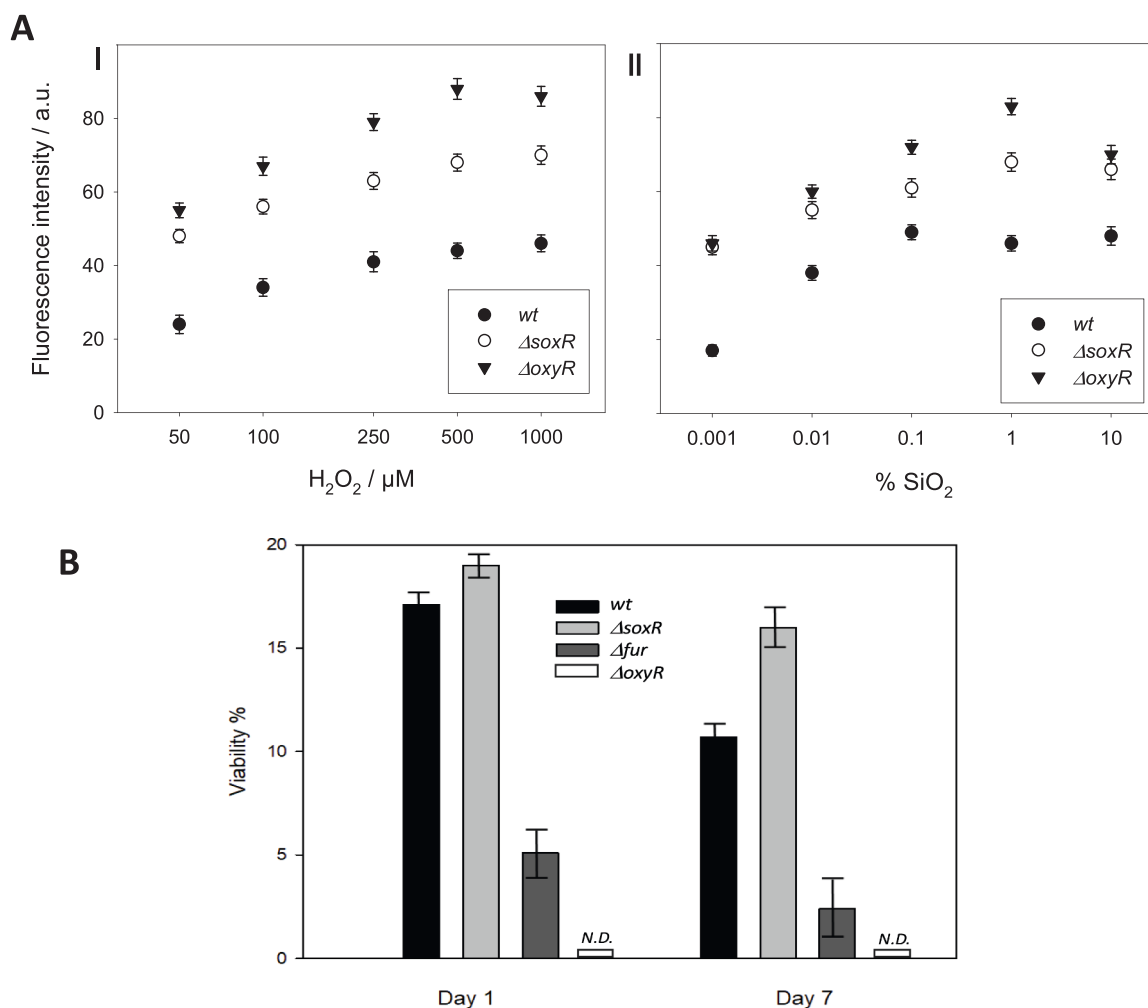 A
I
Fluorescence intensity / a.u.
80
60
40
20
0
wt
ΔsoxR
ΔoxyR
50 100 250 500 1000
H₂O₂ / µM
II
wt
ΔsoxR
ΔoxyR
0.001 0.01 0.1 1 10
% SiO₂
B
Viability %
20
15
10
5
0
wt
ΔsoxR
Δfur
ΔoxyR
N.D.
N.D.
Day 1 Day 7